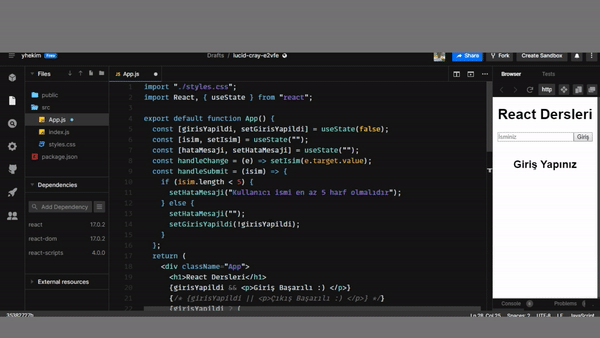 yhekim Free
Drafts / lucid-cray-e2vfe
Share
Fork
Create Sandbox
Files
public
src
App.js
index.js
styles.css
package.json
Dependencies
Add Dependency
react 17.0.2
react-dom 17.0.2
react-scripts 4.0.0
External resources
35382777b
App.js
1 import "./styles.css";
2 import React, { useState } from "react";
3
4 export default function App() {
5 const [girisYapildi, setGirisYapildi] = useState(false);
6 const [isim, setIsim] = useState("");
7 const [hataMesaji, setHataMesaji] = useState("");
8 const handleChange = (e) => setIsim(e.target.value);
9 const handleSubmit = (isim) => {
10 if (isim.length < 5) {
11 setHataMesaji("Kullanıcı ismi en az 5 harf olmalıdır");
12 } else {
13 setHataMesaji("");
14 setGirisYapildi(!girisYapildi);
15 }
16 };
17 return (
18 <div className="App">
19 <h1>React Dersleri</h1>
20 {girisYapildi && <p>Giriş Başarılı :) </p>}
21 {/* {girisYapildi || <p>Çıkış Başarılı :) </p>} */}
22 {girisYapildi ? (
Browser Tests
http
React Dersleri
İsminiz
Giriş
Giriş Yapınız
Console
Problems
Ln 28, Col 25 Spaces: 2 UTF-8 LF JavaScript